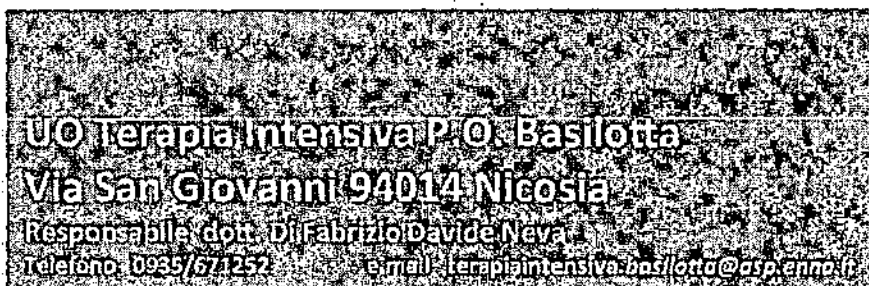 UO Terapia Intensiva P.O. Basilotta
Via San Giovanni 94014 Nicosia
Responsabile dott. Di Fabrizio Davide Neva
Telefono 0935/671252 e-mail terapiaintensiva.basilotta@asp.enna.it